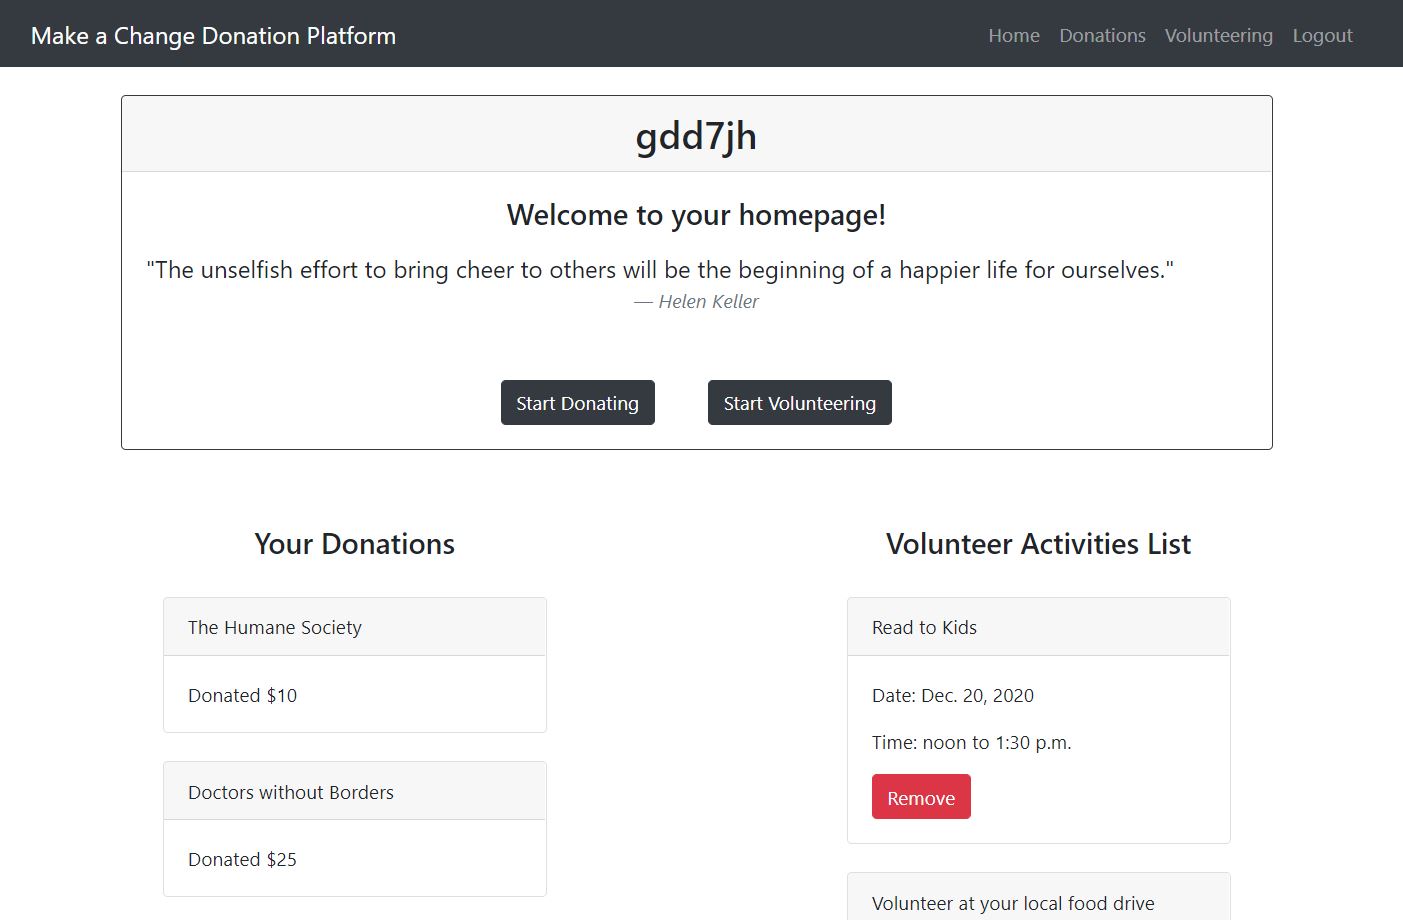 Make a Change Donation Platform
Home Donations Volunteering Logout
gdd7jh
Welcome to your homepage!
"The unselfish effort to bring cheer to others will be the beginning of a happier life for ourselves."
— Helen Keller
Start Donating Start Volunteering
Your Donations
The Humane Society
Donated $10
Doctors without Borders
Donated $25
Volunteer Activities List
Read to Kids
Date: Dec. 20, 2020
Time: noon to 1:30 p.m.
Remove
Volunteer at your local food drive